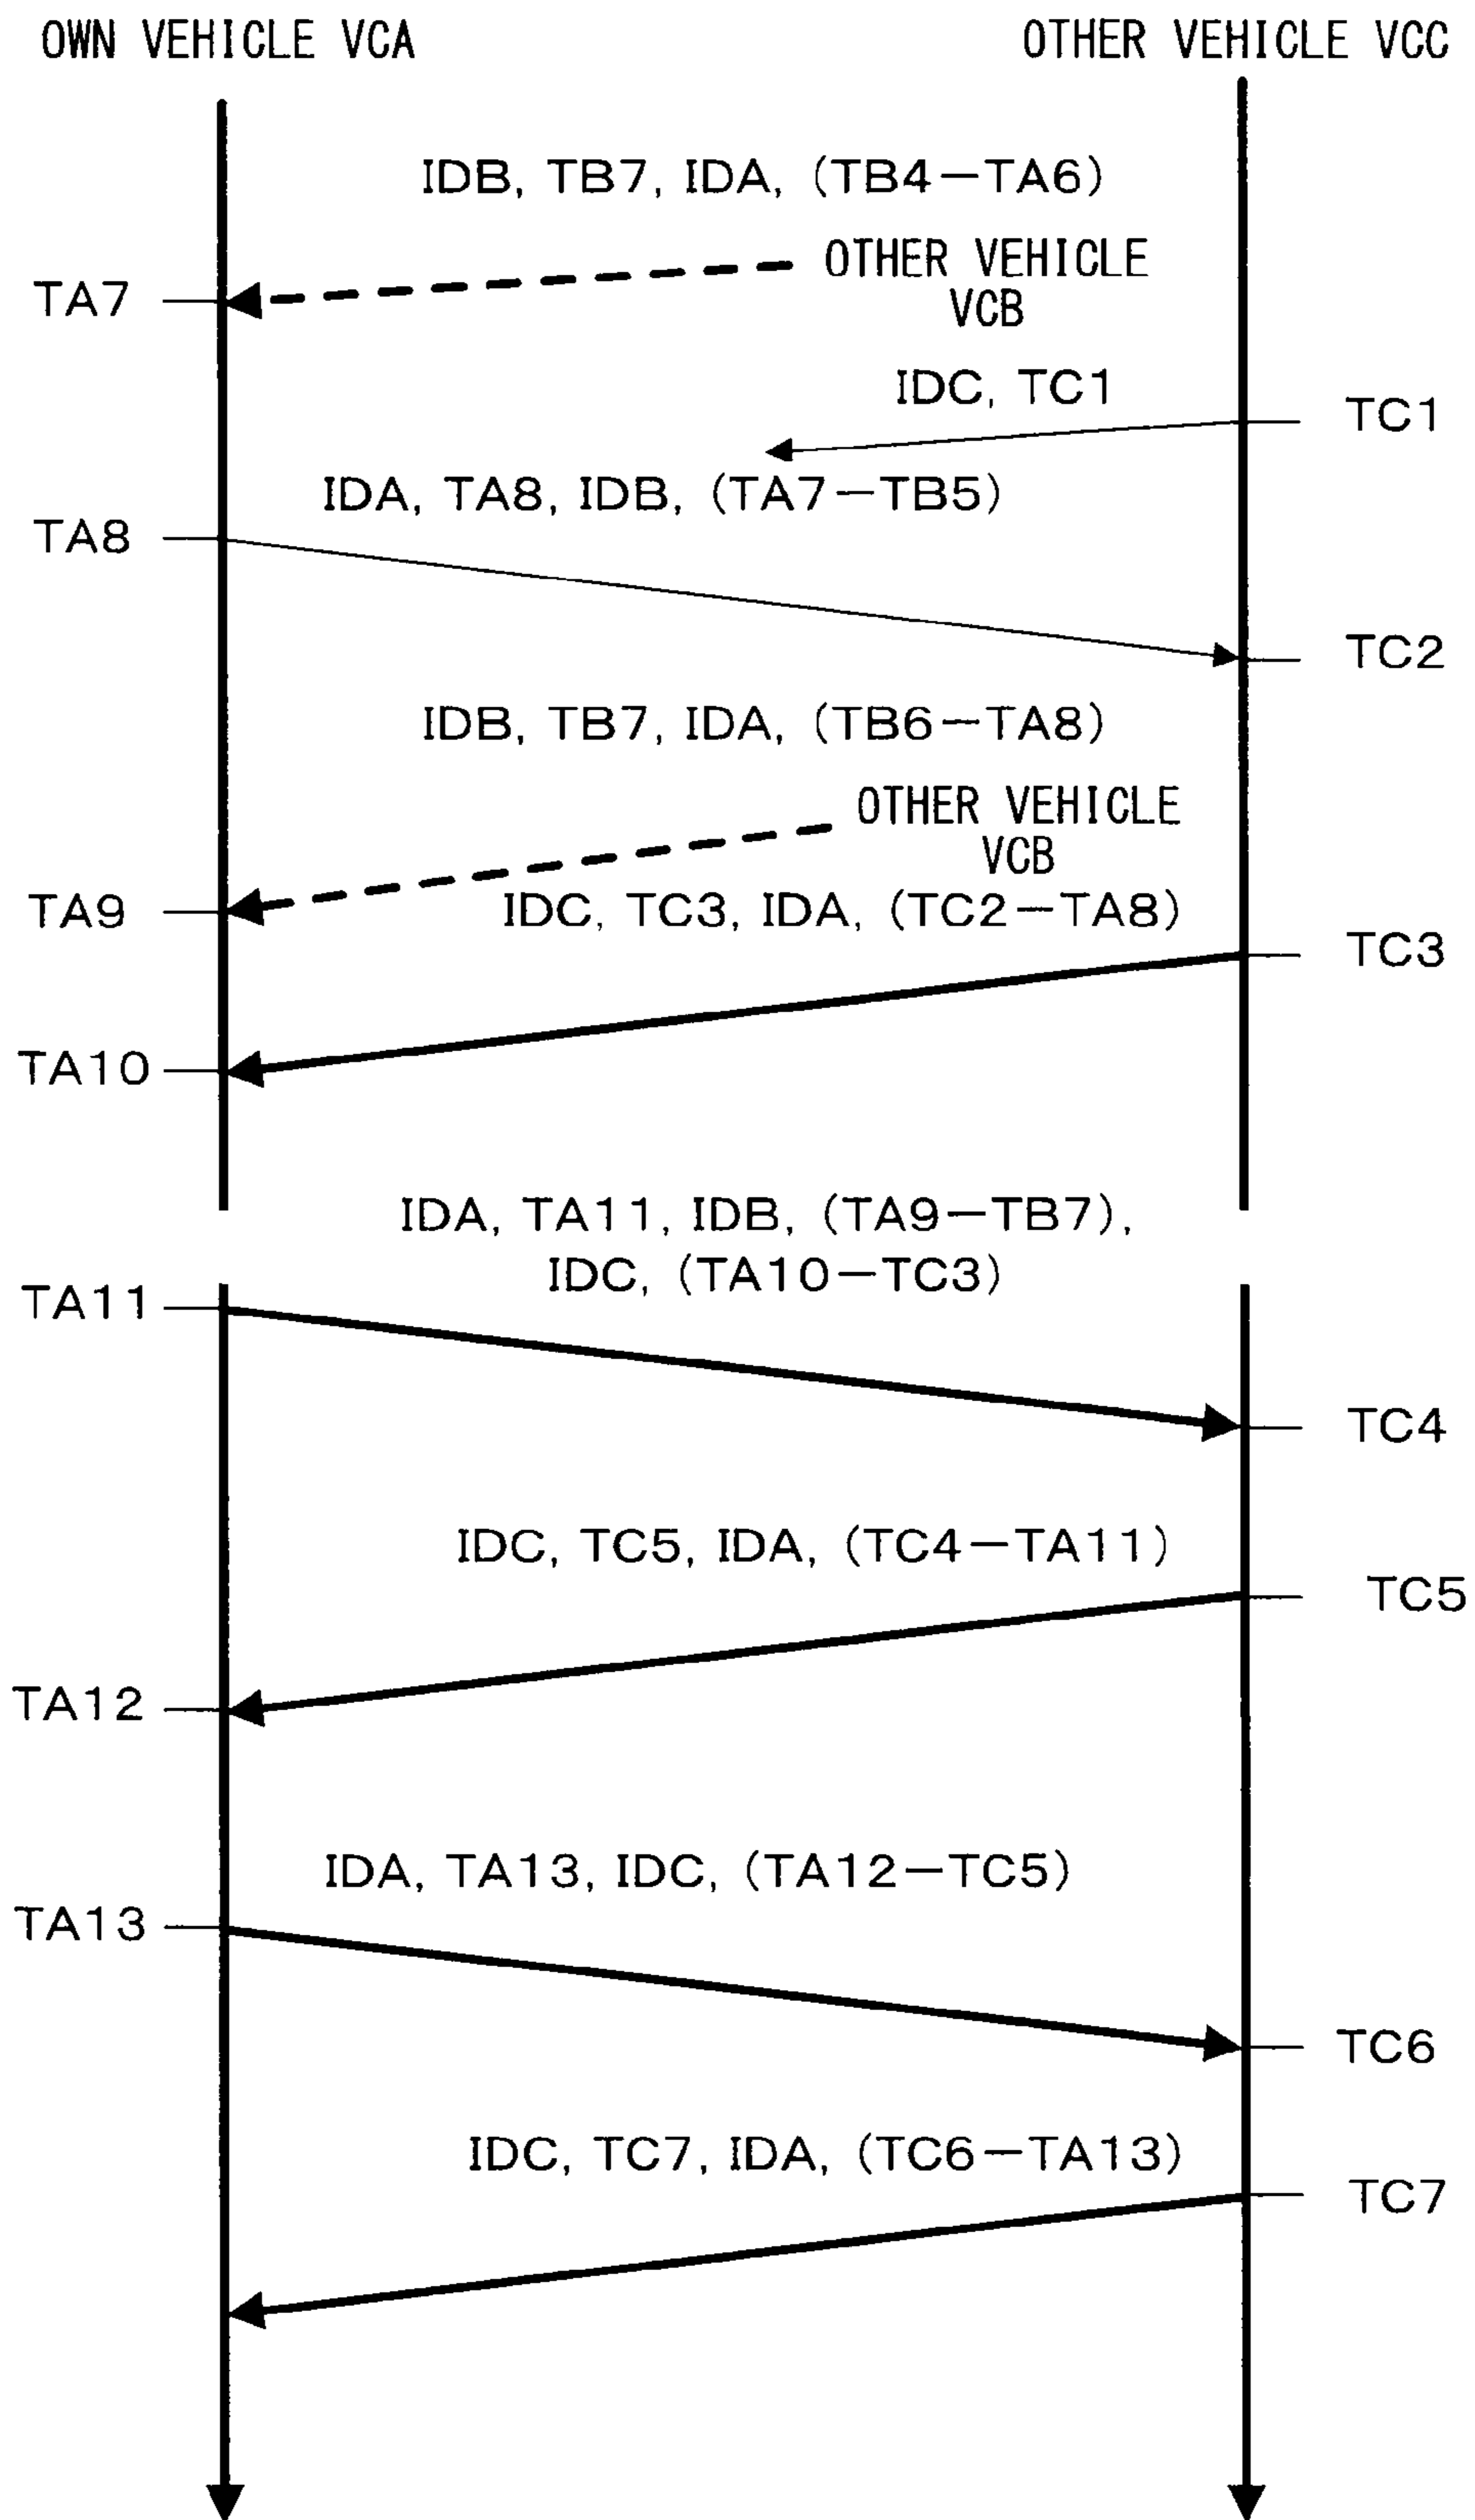 OWN VEHICLE VCA
OTHER VEHICLE VCC
IDB, TB7, IDA, (TB4−TA6)
OTHER VEHICLE
VCB
TA7
IDC, TC1
TC1
IDA, TA8, IDB, (TA7−TB5)
TA8
TC2
IDB, TB7, IDA, (TB6−TA8)
OTHER VEHICLE
VCB
TA9
IDC, TC3, IDA, (TC2−TA8)
TC3
TA10
IDA, TA11, IDB, (TA9−TB7),
IDC, (TA10−TC3)
TA11
TC4
IDC, TC5, IDA, (TC4−TA11)
TC5
TA12
IDA, TA13, IDC, (TA12−TC5)
TA13
TC6
IDC, TC7, IDA, (TC6−TA13)
TC7